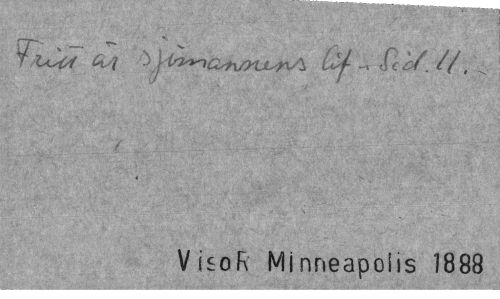 Fritt är sjömannens lif - Sid. 11. -
VisoR Minneapolis 1888